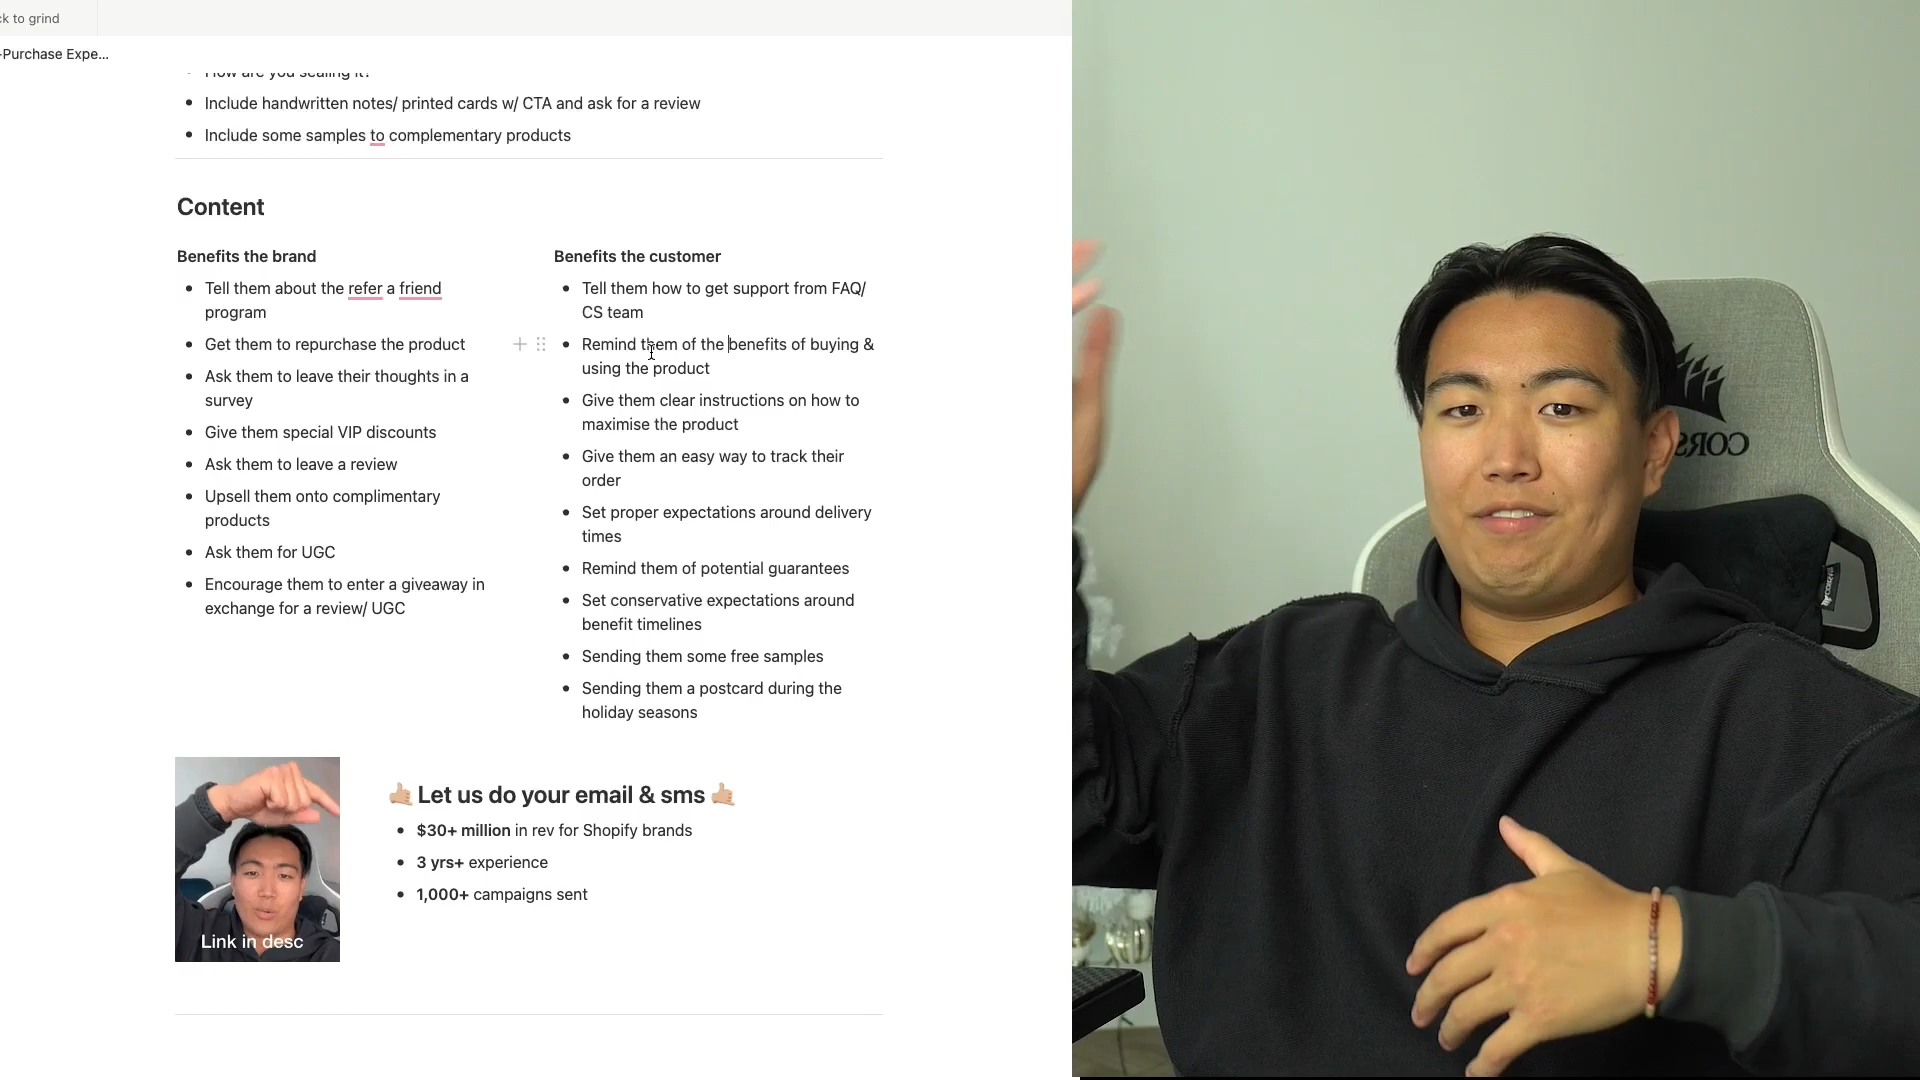 ck to grind
-Purchase Expe...
How are you sealing it?
Include handwritten notes/ printed cards w/ CTA and ask for a review
Include some samples to complementary products
Content
Benefits the brand
Tell them about the refer a friend
program
Get them to repurchase the product
Ask them to leave their thoughts in a
survey
Give them special VIP discounts
Ask them to leave a review
Upsell them onto complimentary
products
Ask them for UGC
Encourage them to enter a giveaway in
exchange for a review/ UGC
Benefits the customer
Tell them how to get support from FAQ/
CS team
Remind them of the benefits of buying &
using the product
Give them clear instructions on how to
maximise the product
Give them an easy way to track their
order
Set proper expectations around delivery
times
Remind them of potential guarantees
Set conservative expectations around
benefit timelines
Sending them some free samples
Sending them a postcard during the
holiday seasons
Link in desc
🤙🏼 Let us do your email & sms 🤙🏼
$30+ million in rev for Shopify brands
3 yrs+ experience
1,000+ campaigns sent
CORS